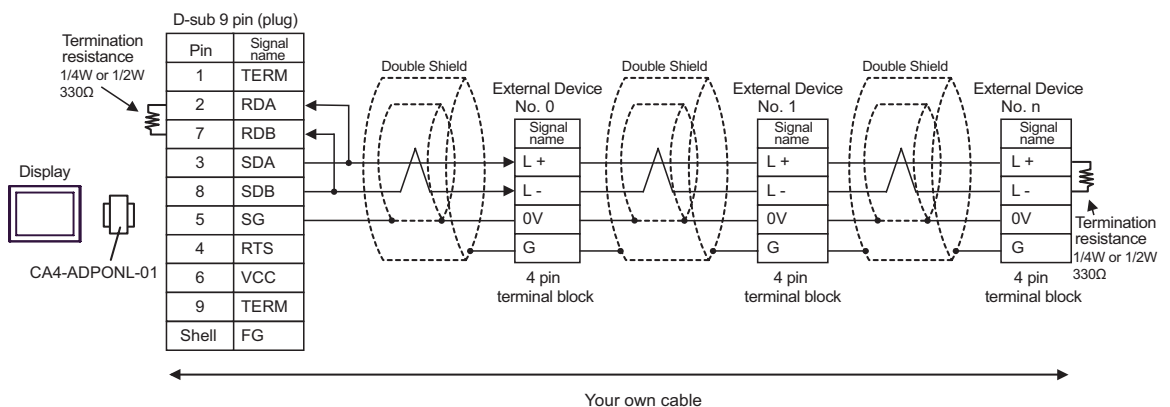 D-sub 9 pin (plug)
Termination
resistance
1/4W or 1/2W
330Ω
Pin Signal
name
1 TERM
2 RDA
7 RDB
3 SDA
8 SDB
5 SG
4 RTS
6 VCC
9 TERM
Shell FG
Display
CA4-ADPONL-01
Double Shield
External Device
No. 0
Signal
name
L +
L -
0V
G
4 pin
terminal block
Double Shield
External Device
No. 1
Signal
name
L +
L -
0V
G
4 pin
terminal block
Double Shield
External Device
No. n
Signal
name
L +
L -
0V
G
4 pin
terminal block
Termination
resistance
1/4W or 1/2W
330Ω
Your own cable